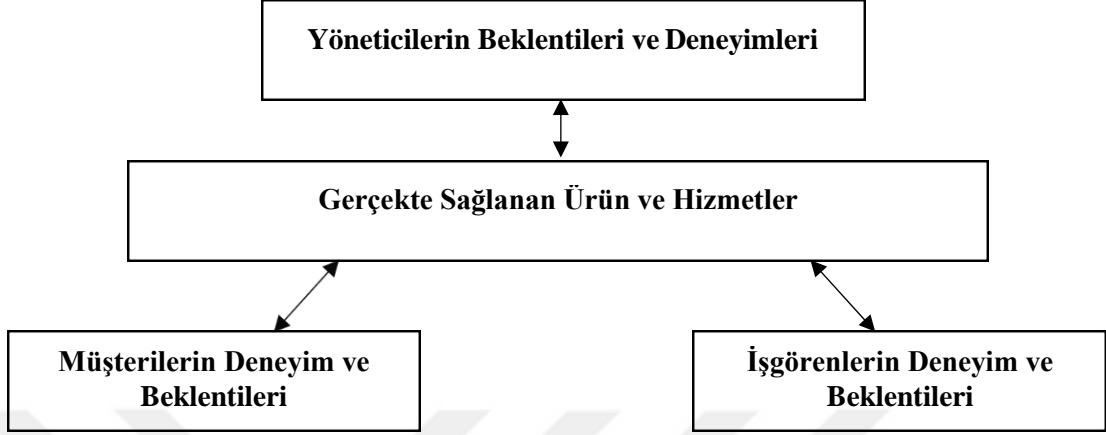 Yöneticilerin Beklentileri ve Deneyimleri
Gerçekte Sağlanan Ürün ve Hizmetler
Müşterilerin Deneyim ve
Beklentileri
İşgörenlerin Deneyim ve
Beklentileri